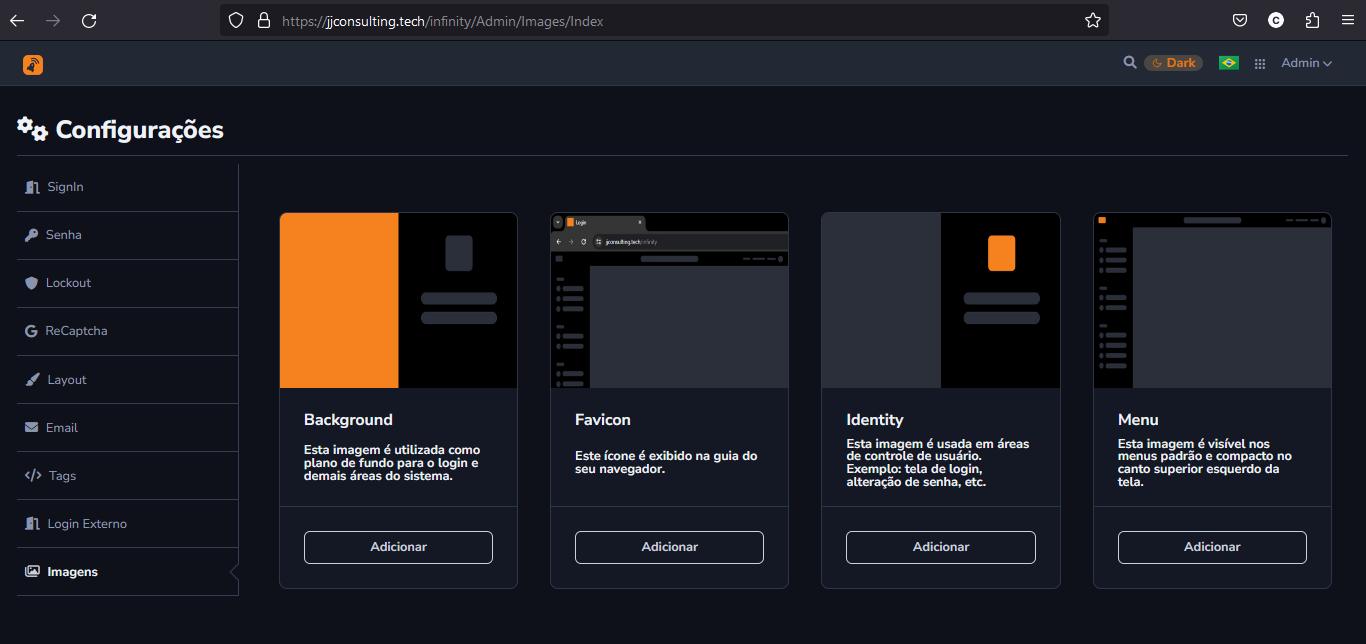 https://jjconsulting.tech/infinity/Admin/Images/Index
C
Dark
Admin
Configurações
SignIn
Senha
Lockout
ReCaptcha
Layout
Email
Tags
Login Externo
Imagens
Background
Esta imagem é utilizada como
plano de fundo para o login e
demais áreas do sistema.
Adicionar
Login
jjconsulting.tech/infinity
Favicon
Este ícone é exibido na guia do
seu navegador.
Adicionar
Identity
Esta imagem é usada em áreas
de controle de usuário.
Exemplo: tela de login,
alteração de senha, etc.
Adicionar
Menu
Esta imagem é visível nos
menus padrão e compacto no
canto superior esquerdo da
tela.
Adicionar